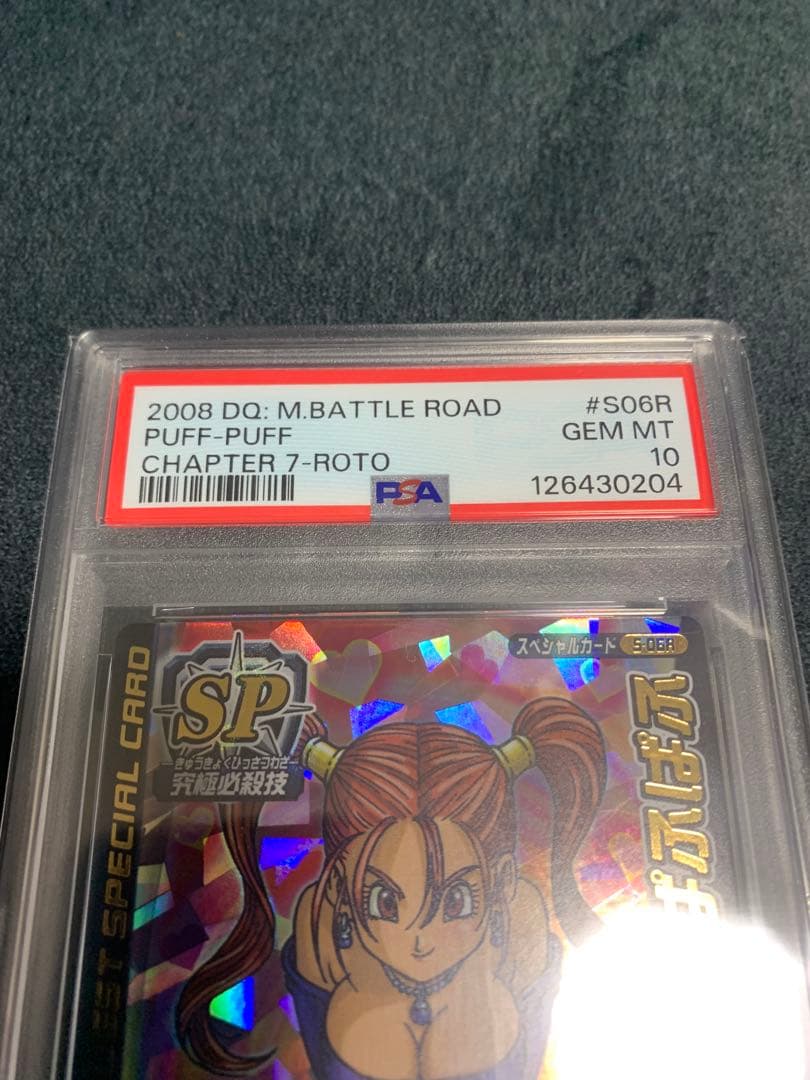 2008 DQ: M.BATTLE ROAD #S06R
PUFF-PUFF GEM MT
CHAPTER 7-ROTO 10
PSA 126430204
スペシャルカード S-06R
SP
きゅうきょくひっさつわざ
究極必殺技
EST SPECIAL CARD
ぱふぱふ